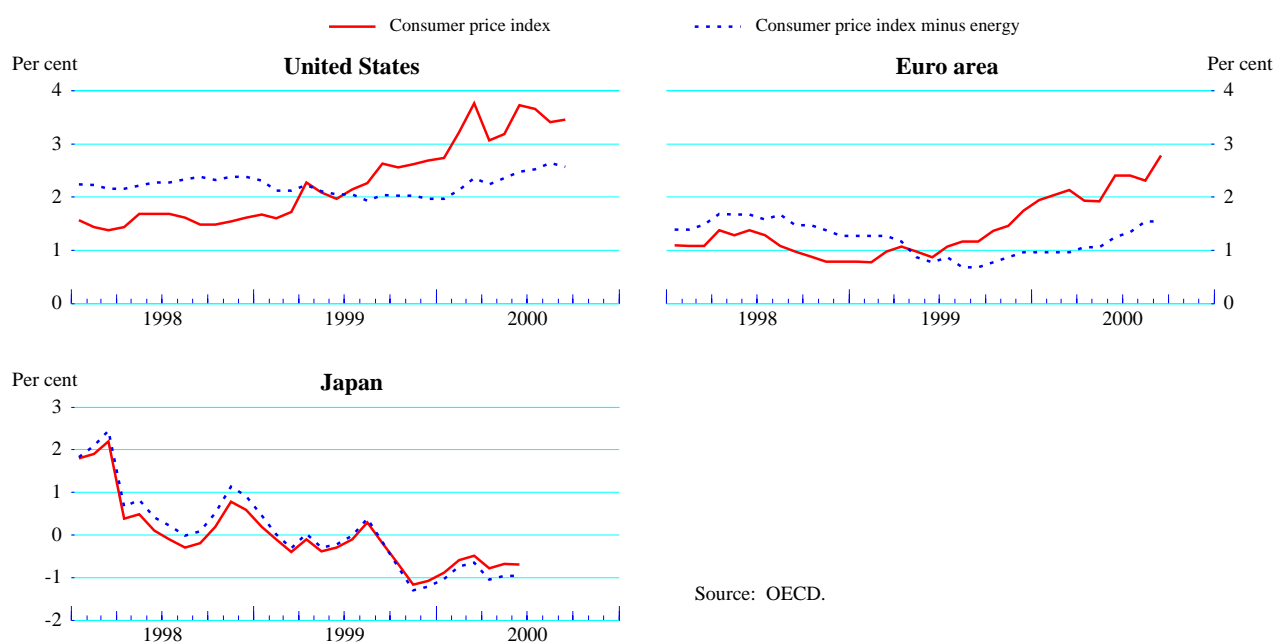 Consumer price index Consumer price index minus energy
Per cent United States Euro area Per cent
4 4
3 3
2 2
1 1
0 0
1998 1999 2000 1998 1999 2000
Per cent Japan
3
2
1
0
-1
Source: OECD.
-2
1998 1999 2000